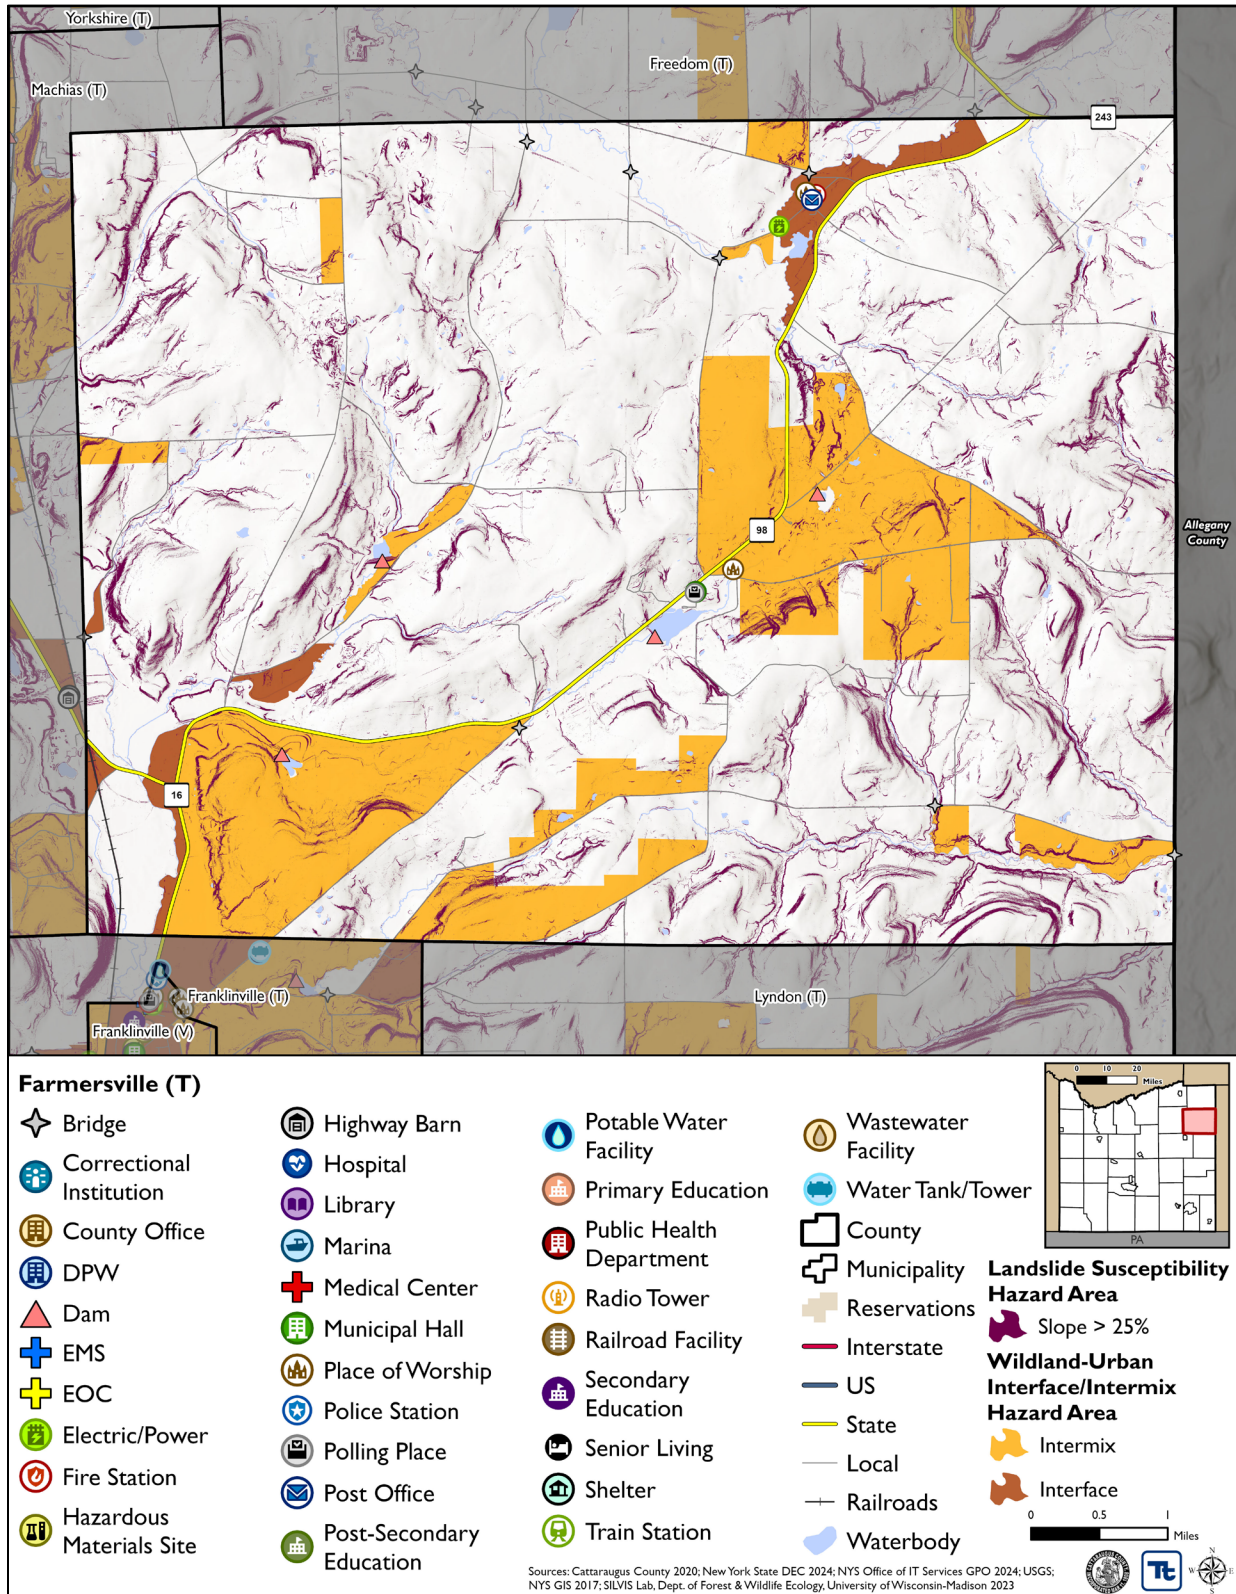 Yorkshire (T)
Freedom (T)
Machias (T)
243
98
Allegany
County
16
Franklinville (T)
Lyndon (T)
Franklinville (V)
Farmersville (T)
Bridge
Correctional
Institution
County Office
DPW
Dam
EMS
EOC
Electric/Power
Fire Station
Hazardous
Materials Site
Highway Barn
Hospital
Library
Marina
Medical Center
Municipal Hall
Place of Worship
Police Station
Polling Place
Post Office
Post-Secondary
Education
Potable Water
Facility
Primary Education
Public Health
Department
Radio Tower
Railroad Facility
Secondary
Education
Senior Living
Shelter
Train Station
Wastewater
Facility
Water Tank/Tower
County
Municipality
Reservations
Interstate
US
State
Local
Railroads
Waterbody
0 10 20
Miles
PA
Landslide Susceptibility
Hazard Area
Slope > 25%
Wildland-Urban
Interface/Intermix
Hazard Area
Intermix
Interface
0 0.5 1
Miles
Sources: Cattaraugus County 2020; New York State DEC 2024; NYS Office of IT Services GPO 2024; USGS;
NYS GIS 2017; SILVIS Lab, Dept. of Forest & Wildlife Ecology, University of Wisconsin-Madison 2023
Tt
N
W E
S